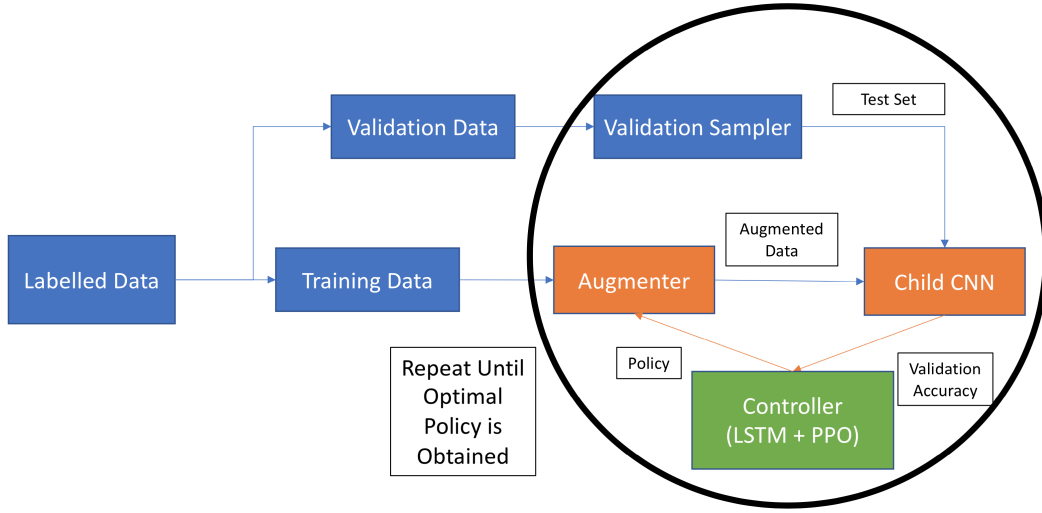 Test Set
Validation Data
Validation Sampler
Augmented
Data
Labelled Data
Training Data
Augmenter
Child CNN
Repeat Until
Optimal
Policy is
Obtained
Policy
Validation
Accuracy
Controller
(LSTM + PPO)